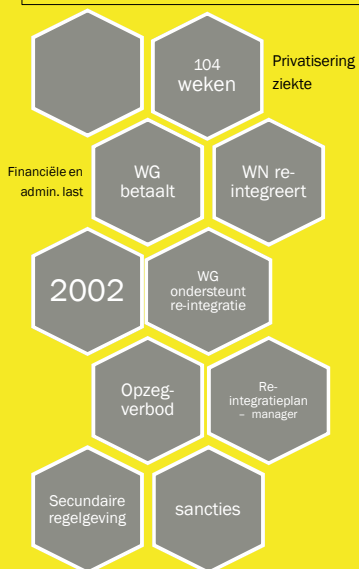 104
weken
Privatisering
ziekte
Financiële en
admin. last
WG
betaalt
WN re-
integreert
2002
WG
ondersteunt
re-integratie
Opzeg-
verbod
Re-
integratieplan
– manager
Secundaire
regelgeving
sancties